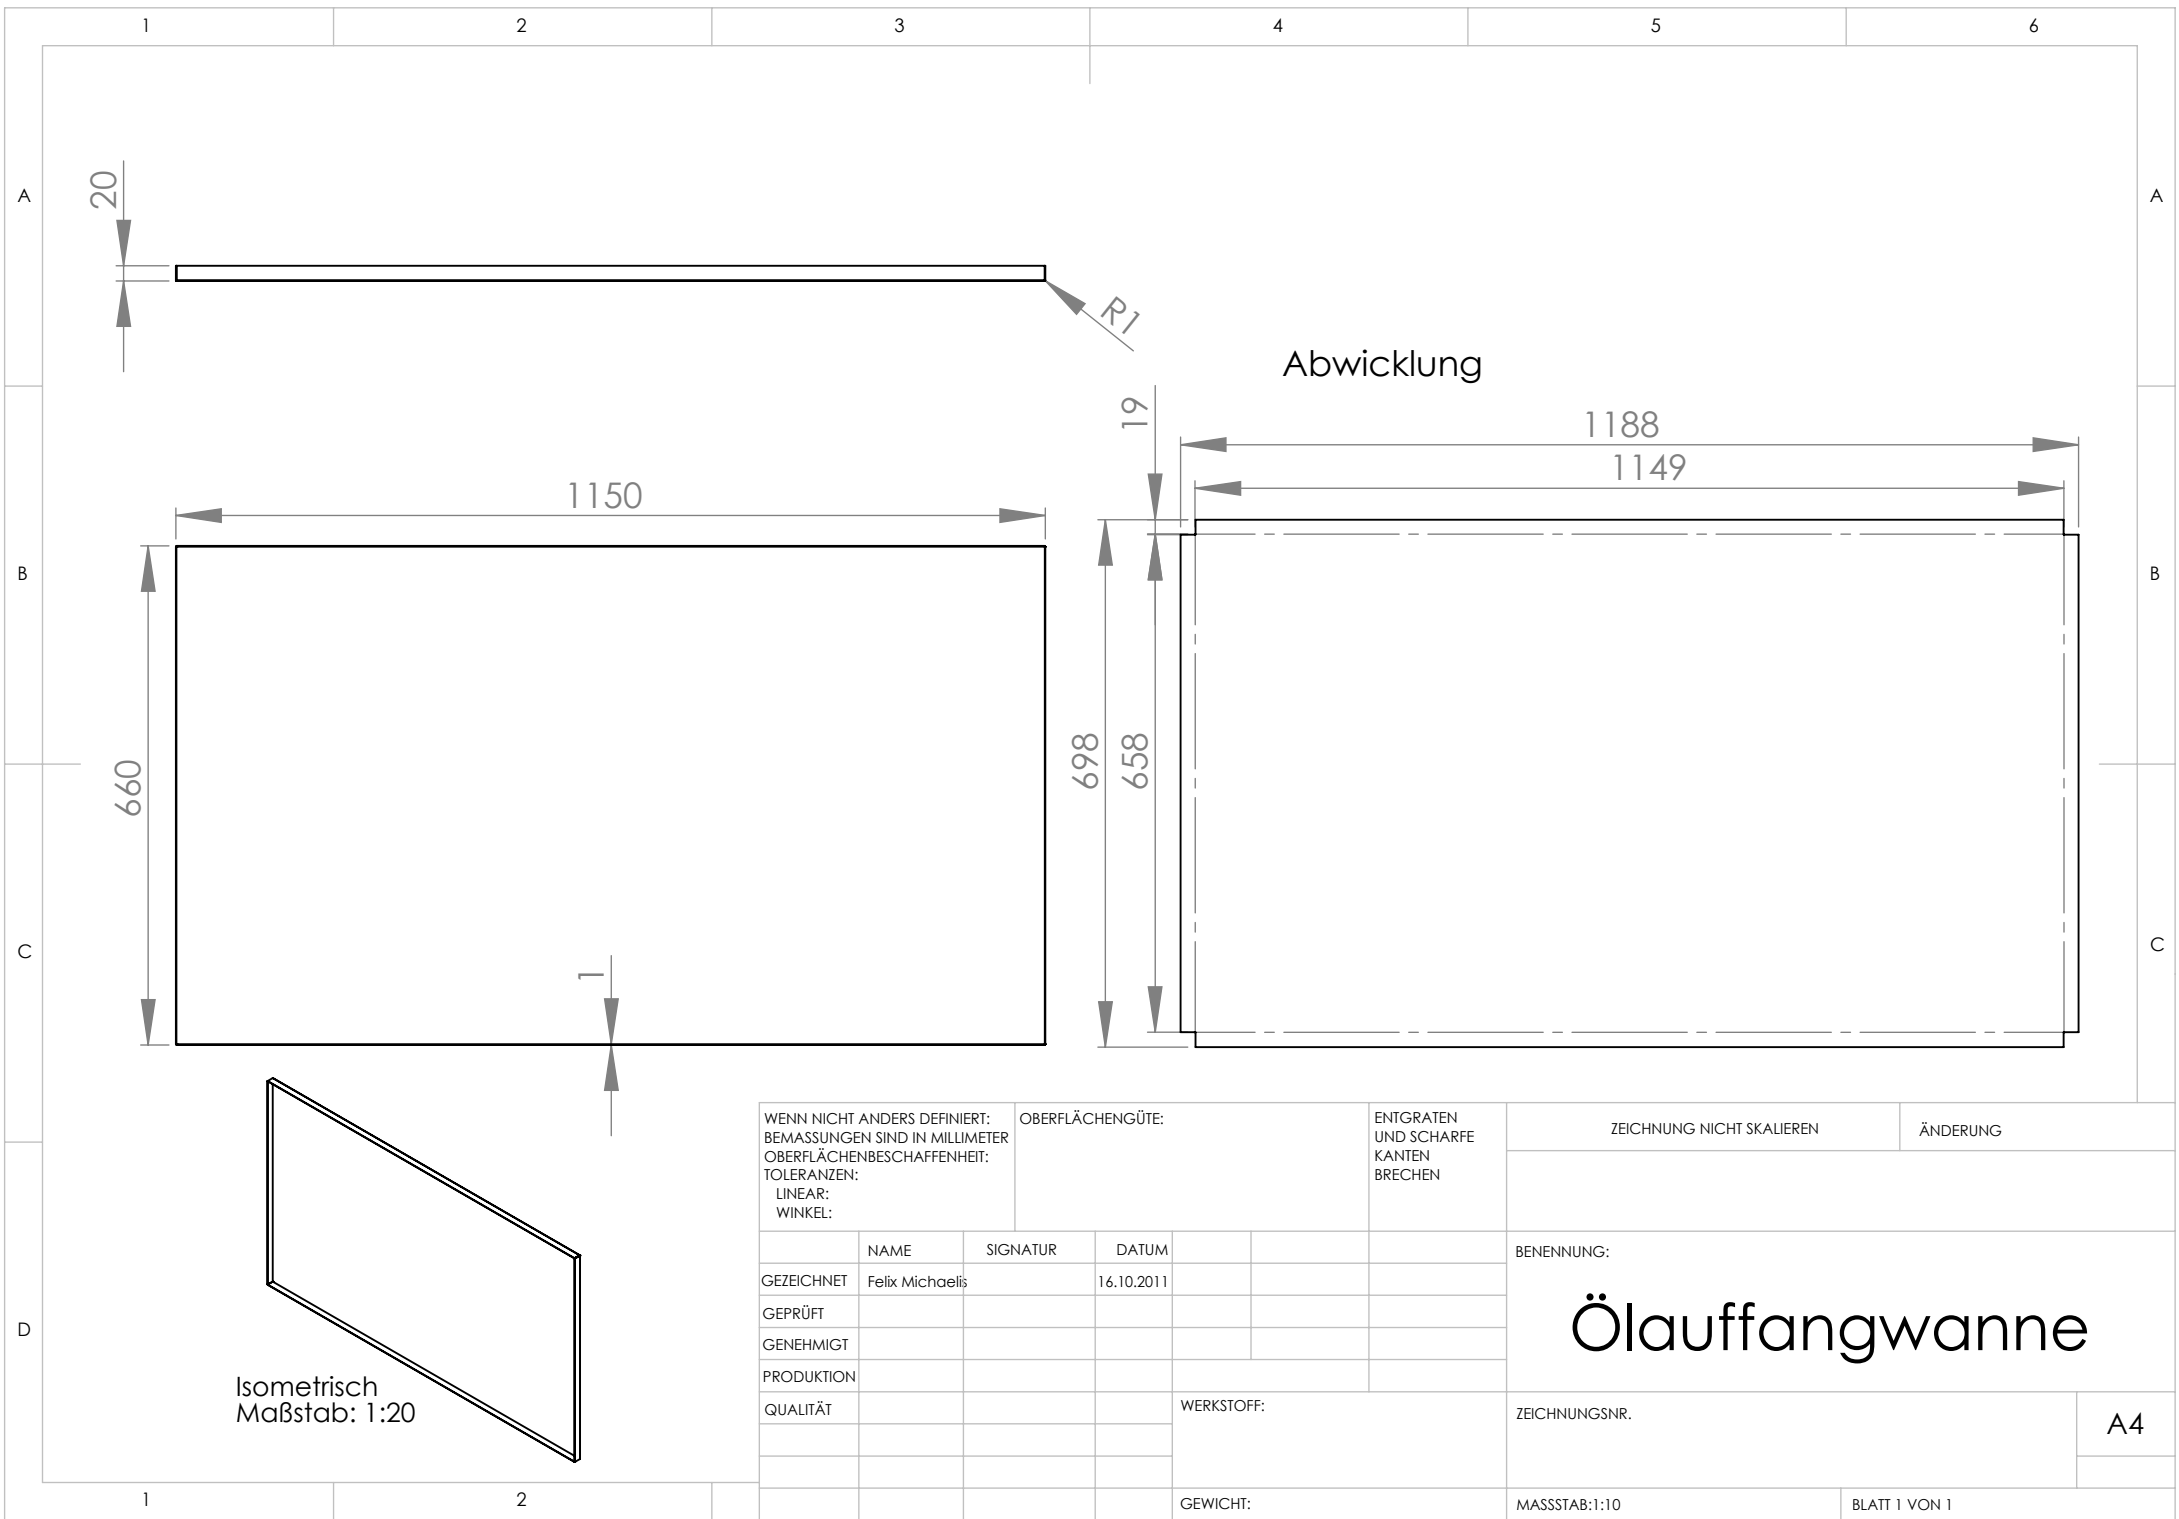 1 2 3 4 5 6
A A
20
R1
Abwicklung
19
1188
1149
1150
B B
660
698
658
1
C C
D
Isometrisch
Maßstab: 1:20
WENN NICHT ANDERS DEFINIERT:
BEMASSUNGEN SIND IN MILLIMETER
OBERFLÄCHENBESCHAFFENHEIT:
TOLERANZEN:
LINEAR:
WINKEL:
OBERFLÄCHENGÜTE:
ENTGRATEN
UND SCHARFE
KANTEN
BRECHEN
ZEICHNUNG NICHT SKALIEREN
ÄNDERUNG
NAME SIGNATUR DATUM
GEZEICHNET Felix Michaelis 16.10.2011
GEPRÜFT
GENEHMIGT
PRODUKTION
QUALITÄT
BENENNUNG:
Ölauffangwanne
WERKSTOFF:
ZEICHNUNGSNR.
A4
GEWICHT:
MASSSTAB:1:10
BLATT 1 VON 1
1 2